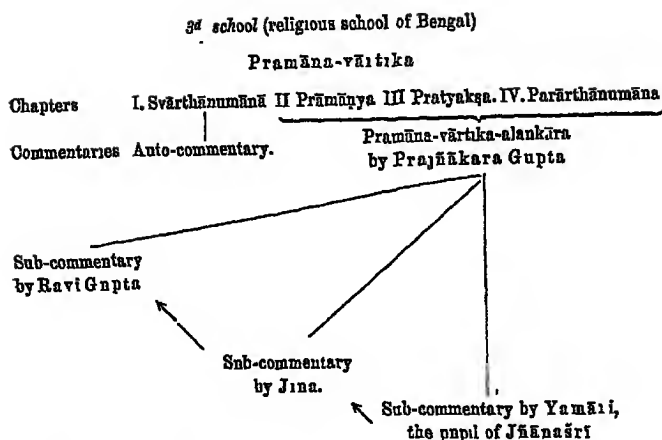 3d school (religious school of Bengal)
Pramāna-vārtika
Chapters I. Svārthānumānā II Prāmāṇya III Pratyakṣa. IV. Parārthānumāna
Commentaries Auto-commentary. Pramāna-vārtika-alankāra
by Prajñākara Gupta
Sub-commentary
by Ravi Gupta
Sub-commentary
by Jina.
Sub-commentary by Yamāri,
the pupil of Jñānaśrī